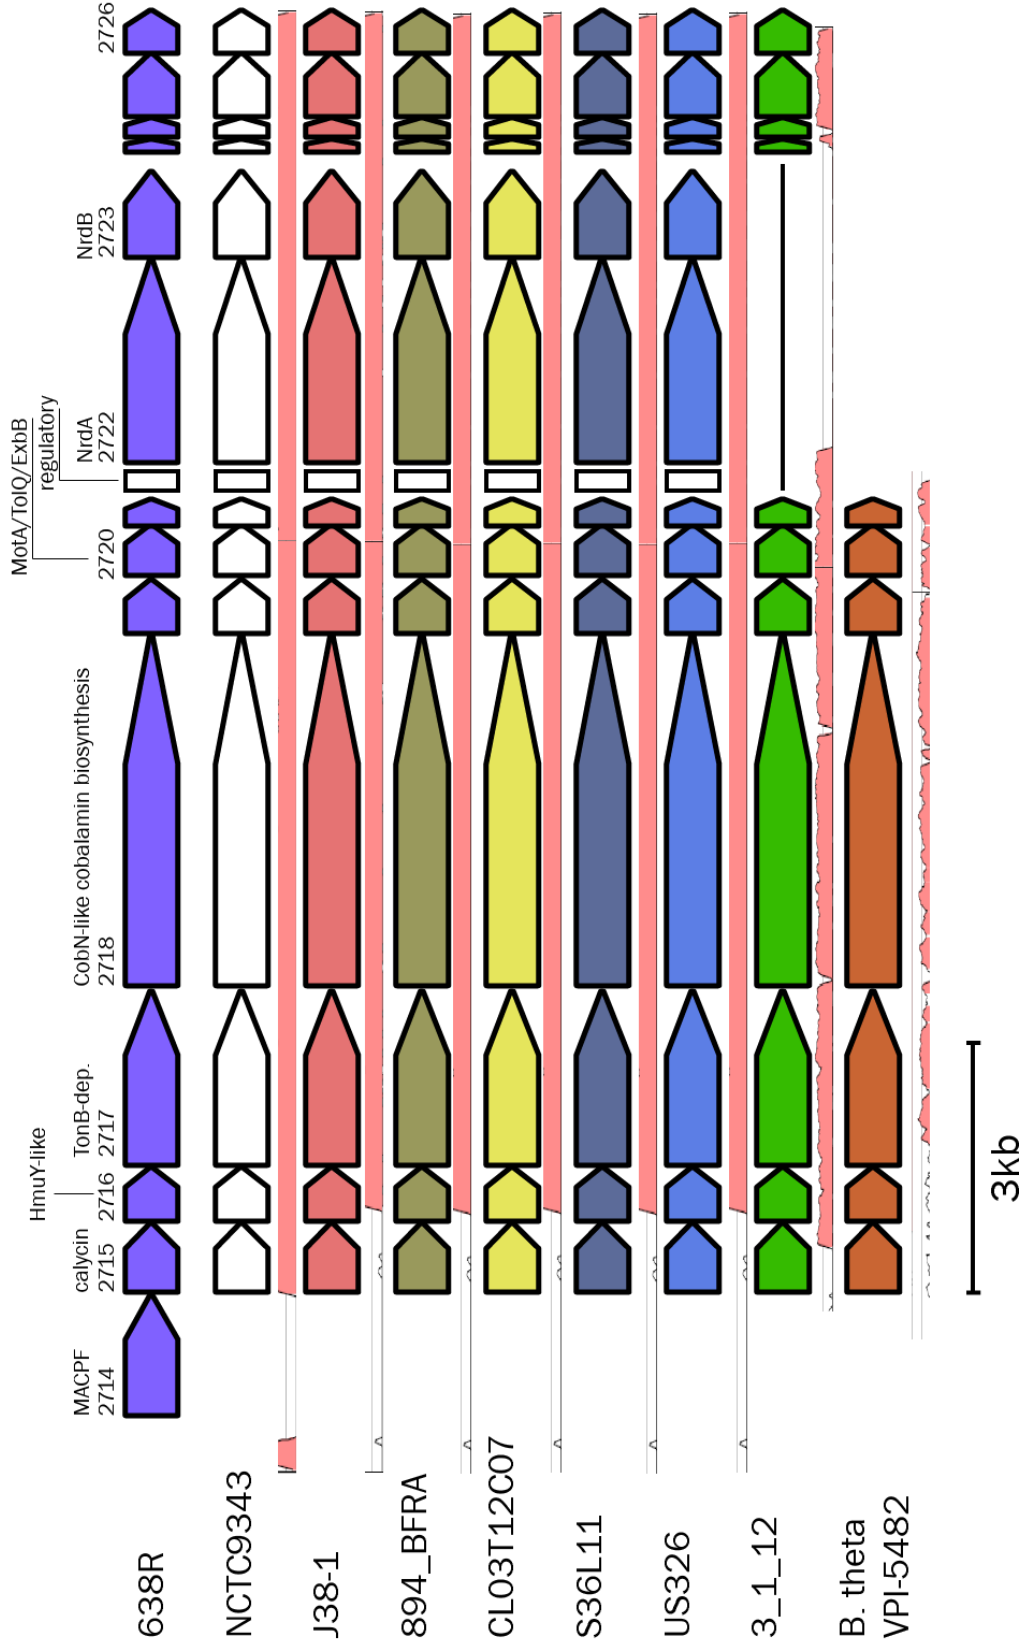 MotA/TolQ/ExbB
HmuY-like
regulatory
MACPF
calycin
TonB-dep.
CobN-like cobalamin biosynthesis
NrdA
NrdB
2714
2715
2716
2717
2718
2720
2722
2723
2726
638R
NCTC9343
J38-1
894_BFRA
CL03T12C07
S36L11
US326
3_1_12
B. theta
VPI-5482
3kb